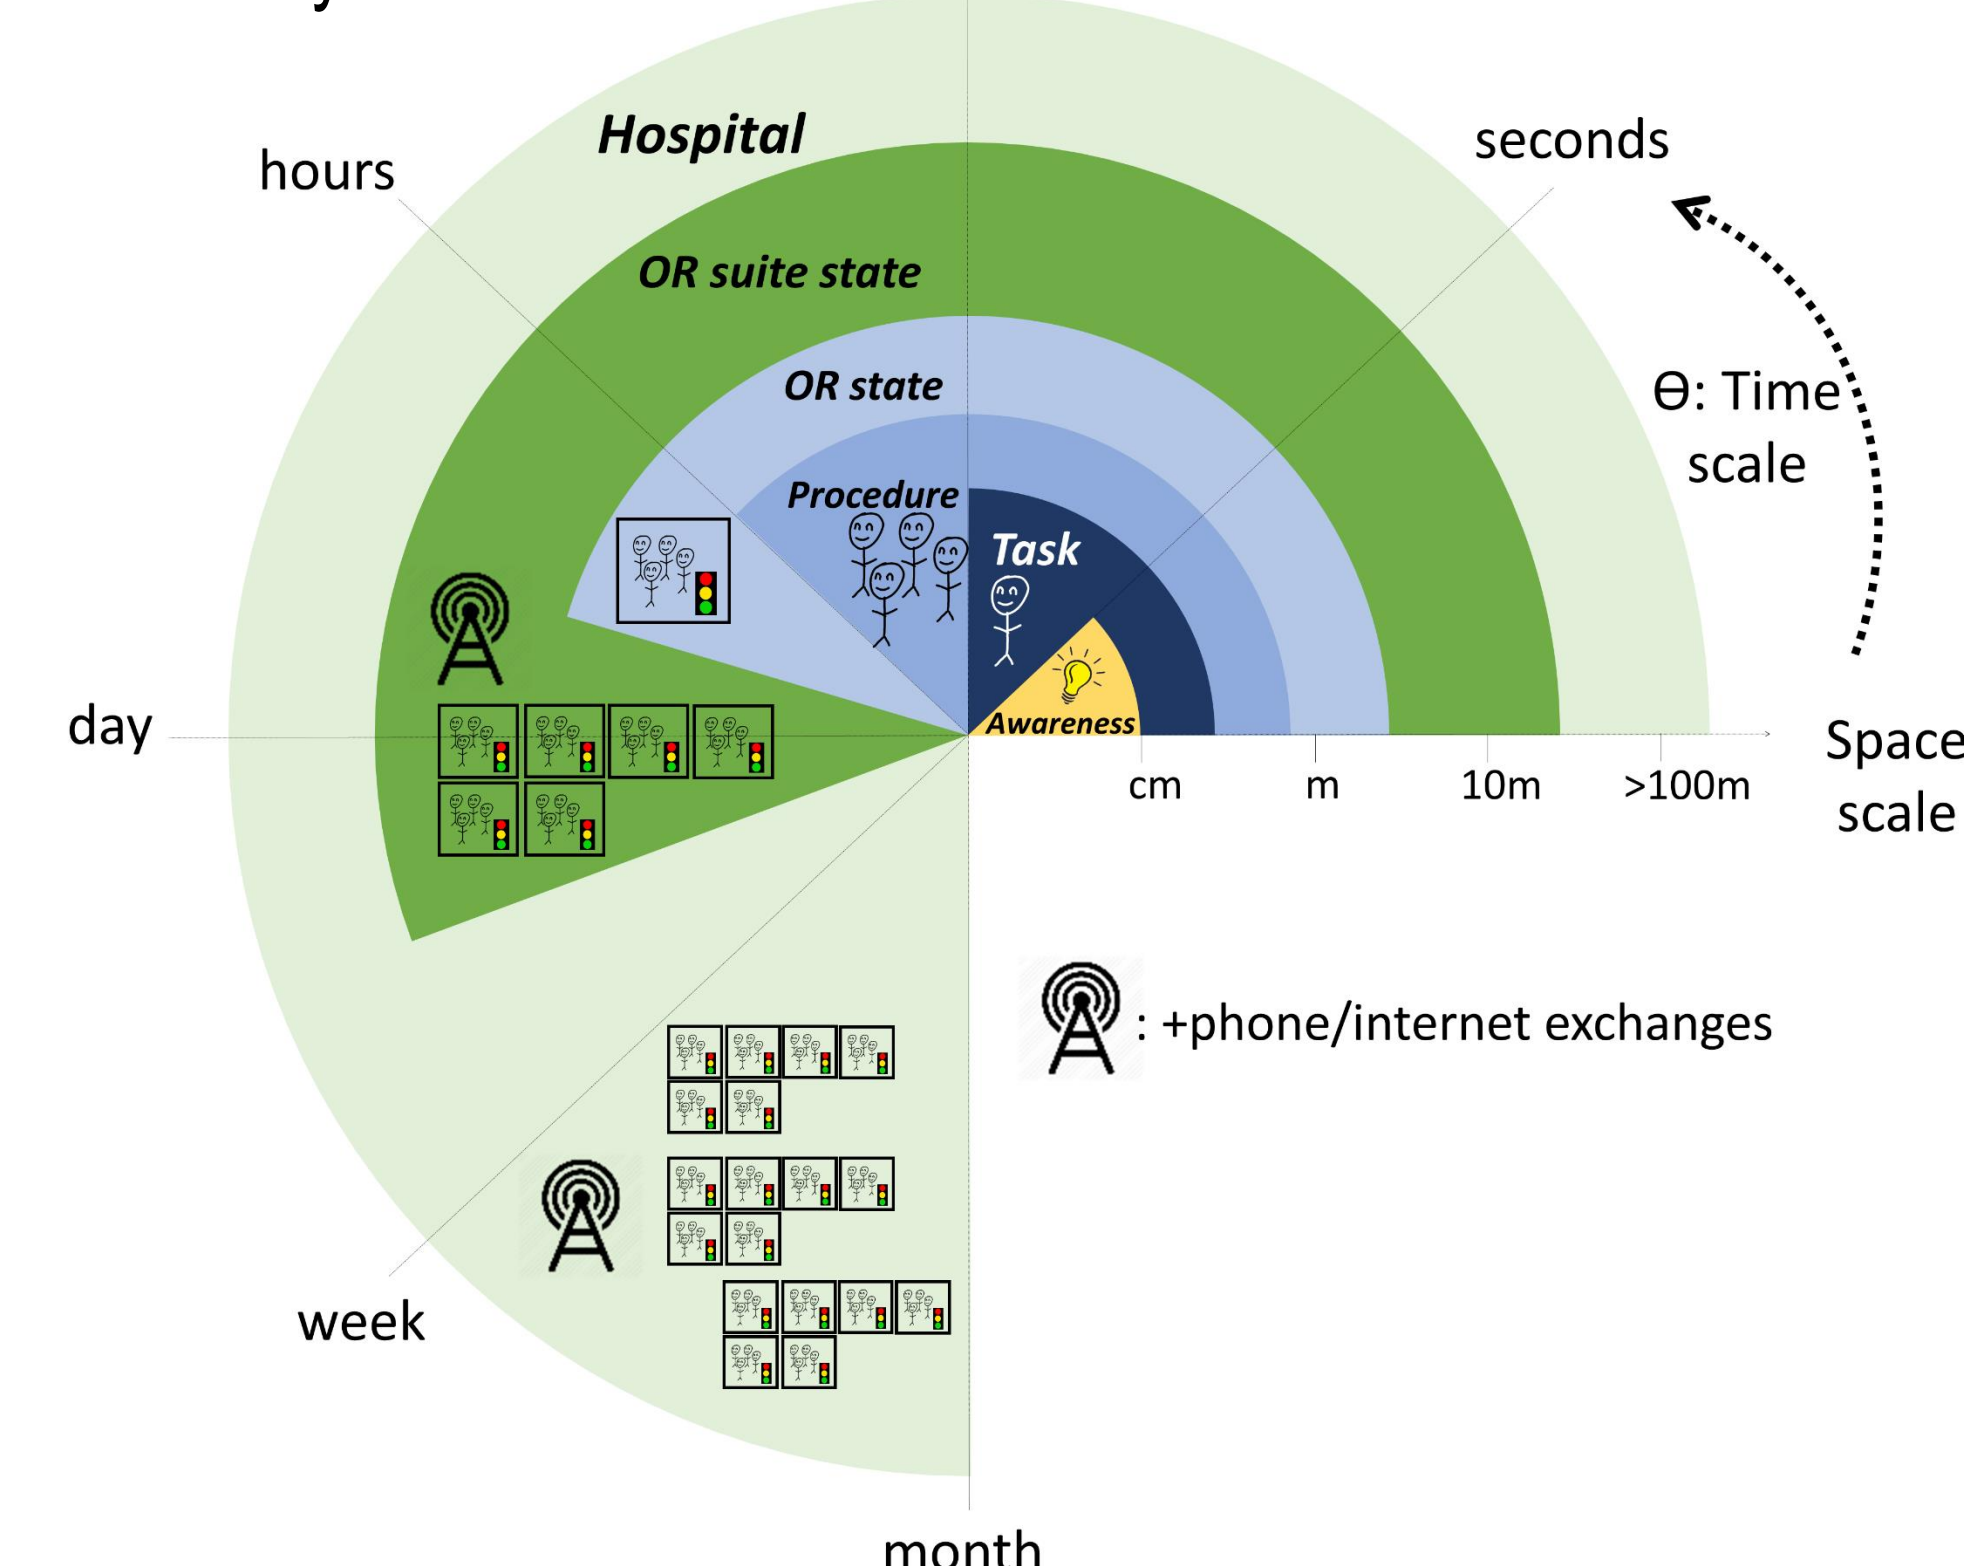 Hospital
seconds
hours
OR suite state
OR state
Ɵ: Time
scale
Procedure
Task
Awareness
day
Space
scale
cm
m
10m
>100m
: +phone/internet exchanges
week
month